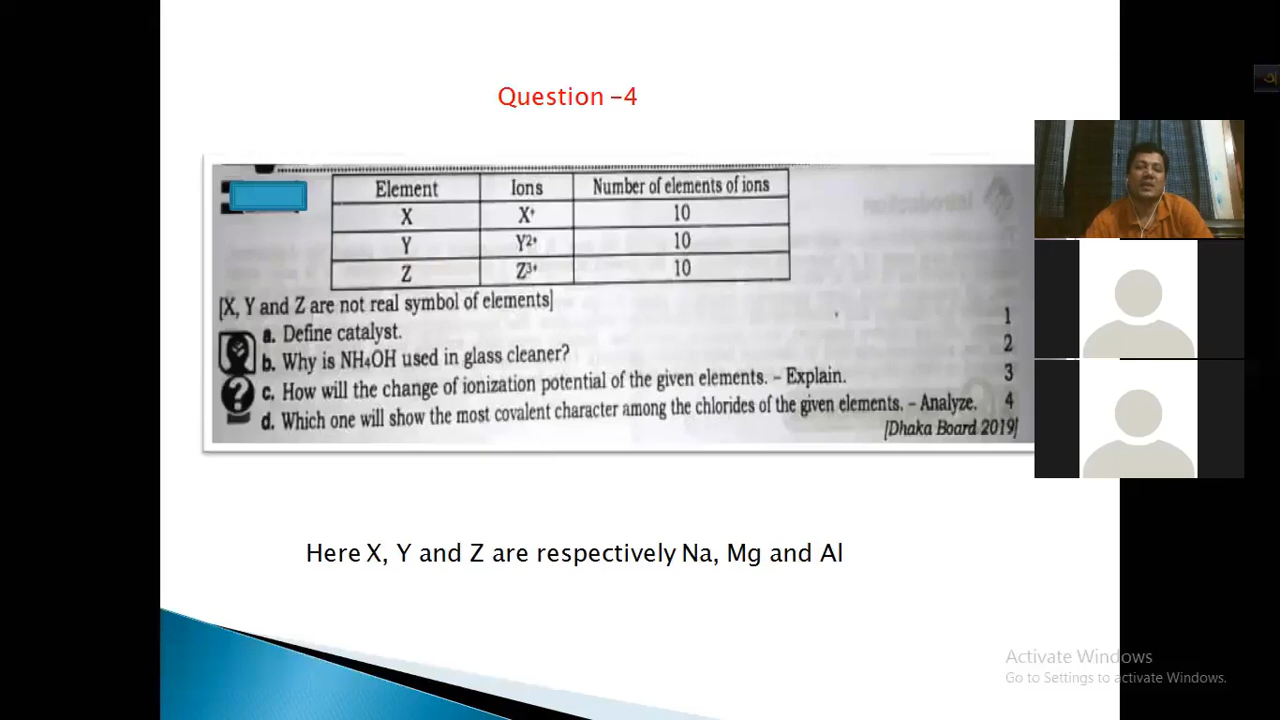 Question -4
Element Ions Number of elements of ions
X X⁺ 10
Y Y²⁺ 10
Z Z³⁺ 10
[X, Y and Z are not real symbol of elements]
a. Define catalyst. 1
b. Why is NH₄OH used in glass cleaner? 2
c. How will the change of ionization potential of the given elements. – Explain. 3
d. Which one will show the most covalent character among the chlorides of the given elements. – Analyze. 4
[Dhaka Board 2019]
Here X, Y and Z are respectively Na, Mg and Al
Activate Windows
Go to Settings to activate Windows.
অ